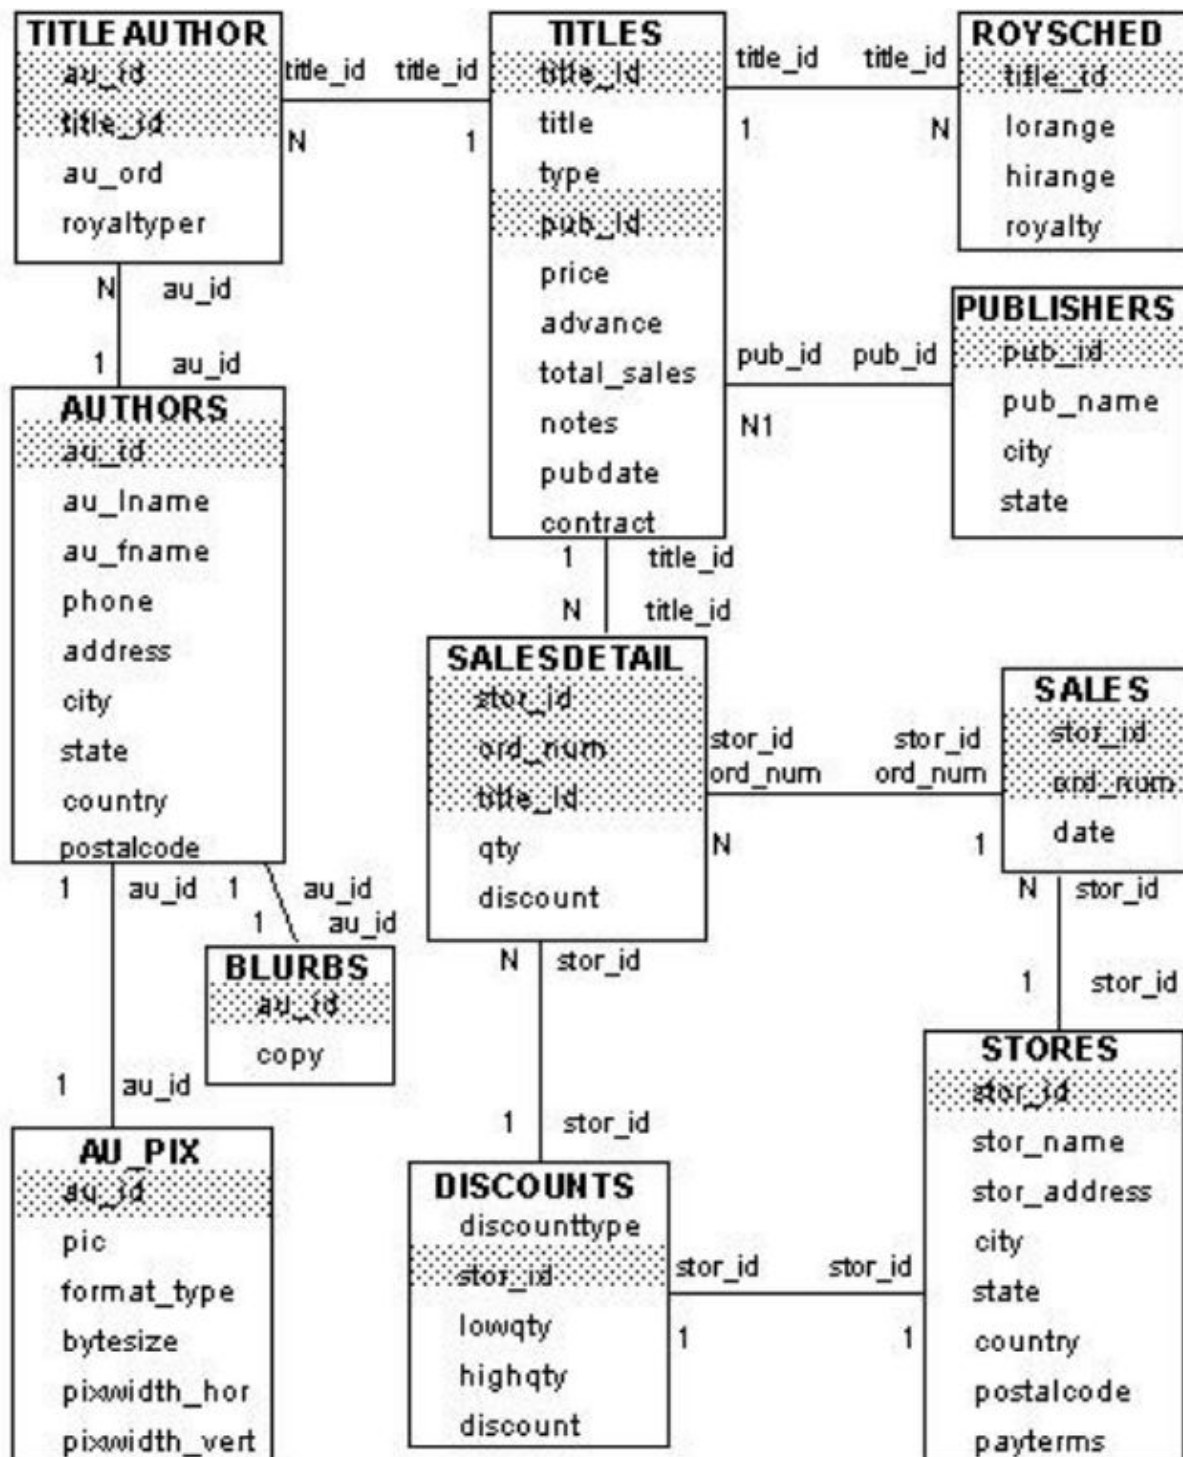 TITLEAUTHOR
au_id
title_id
au_ord
royaltyper
title_id title_id
N 1
TITLES
title_id
title
type
pub_id
price
advance
total_sales
notes
pubdate
contract
title_id title_id
1 N
ROYSCHED
title_id
lorange
hirange
royalty
N au_id
1 au_id
pub_id pub_id
N1
PUBLISHERS
pub_id
pub_name
city
state
AUTHORS
au_id
au_lname
au_fname
phone
address
city
state
country
postalcode
1 title_id
N title_id
SALESDETAIL
stor_id
ord_num
title_id
qty
discount
stor_id stor_id
ord_num ord_num
N 1
SALES
stor_id
ord_num
date
1 au_id 1 au_id
1 au_id
BLURBS
au_id
copy
N stor_id
1 stor_id
N stor_id
1 stor_id
1 au_id
AU_PIX
au_id
pic
format_type
bytesize
pixwidth_hor
pixwidth_vert
DISCOUNTS
discounttype
stor_id
lowqty
highqty
discount
stor_id stor_id
1 1
STORES
stor_id
stor_name
stor_address
city
state
country
postalcode
payterms